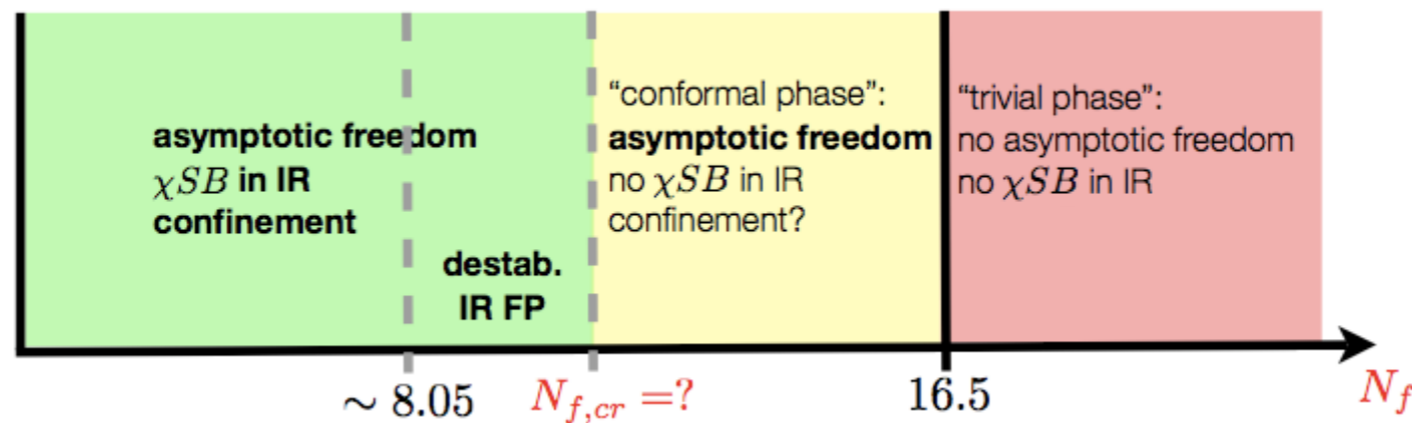 asymptotic freedom
χSB in IR
confinement
destab.
IR FP
“conformal phase”:
asymptotic freedom
no χSB in IR
confinement?
“trivial phase”:
no asymptotic freedom
no χSB in IR
∼ 8.05
N_{f,cr} =?
16.5
N_f